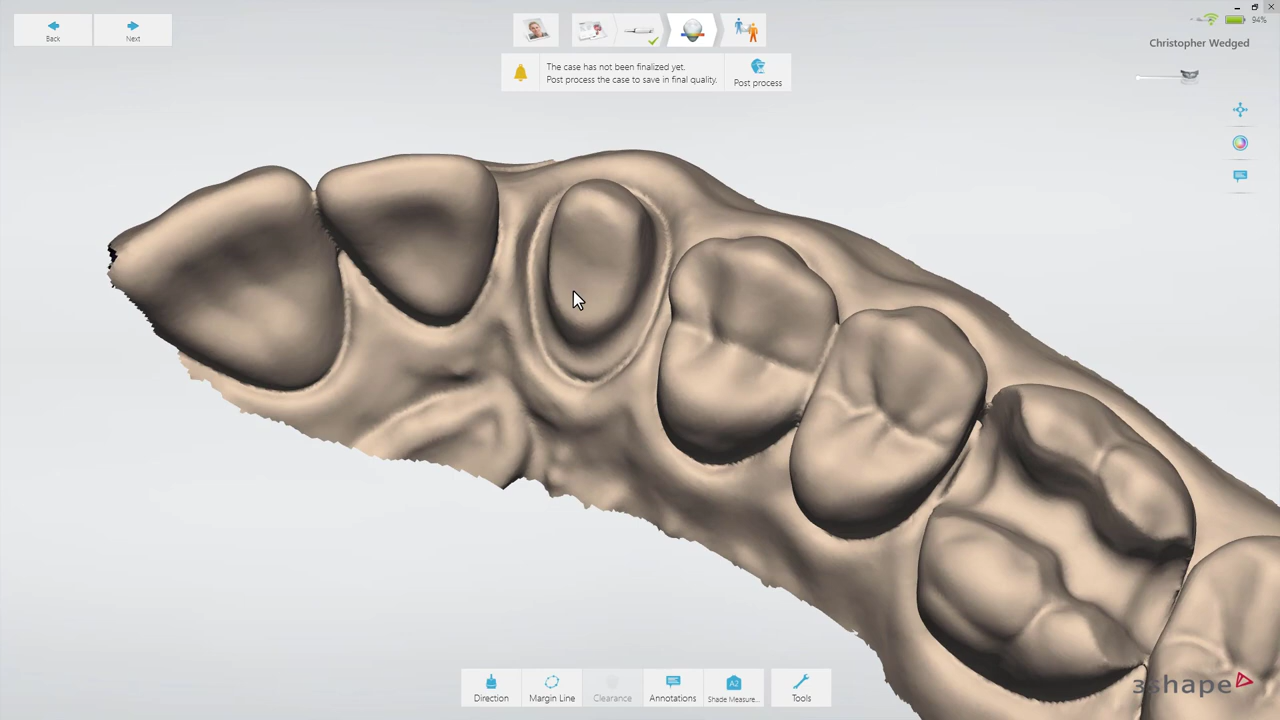 Back
Next
94%
Christopher Wedged
The case has not been finalized yet.
Post process the case to save in final quality.
Post process
Direction
Margin Line
Clearance
Annotations
A2
Shade Measure...
Tools
3shape